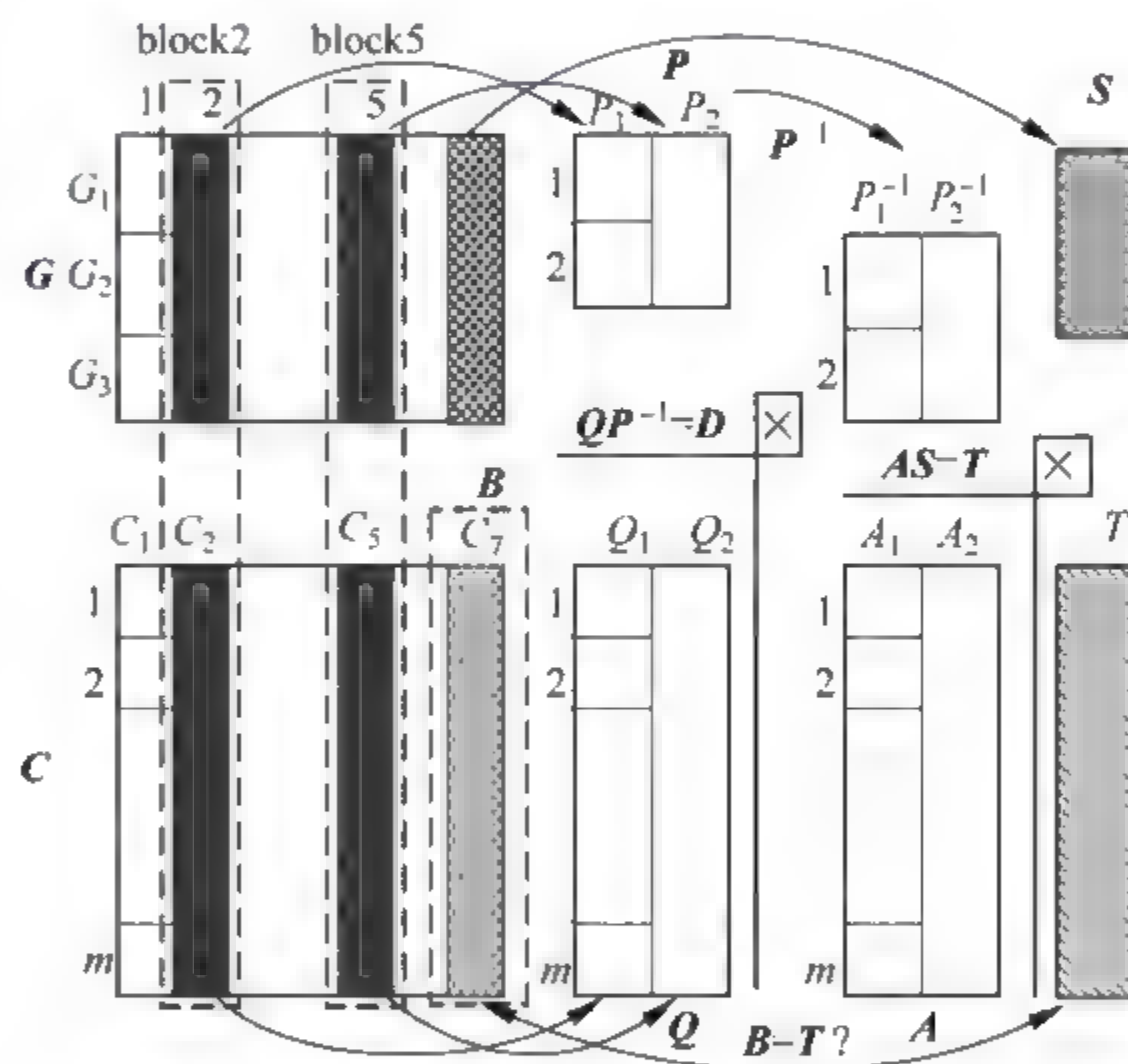 block2 block5
P
S
1 2 5
P₁ P₂
P⁻¹
G₁
1
P₁⁻¹ P₂⁻¹
G G₂
2
1
G₃
2
QP⁻¹=D ×
AS=T ×
B
C₁ C₂ C₅ C₇
Q₁ Q₂
A₁ A₂
T
1 1 1
2 2 2
C
m m m
Q
B=T?
A